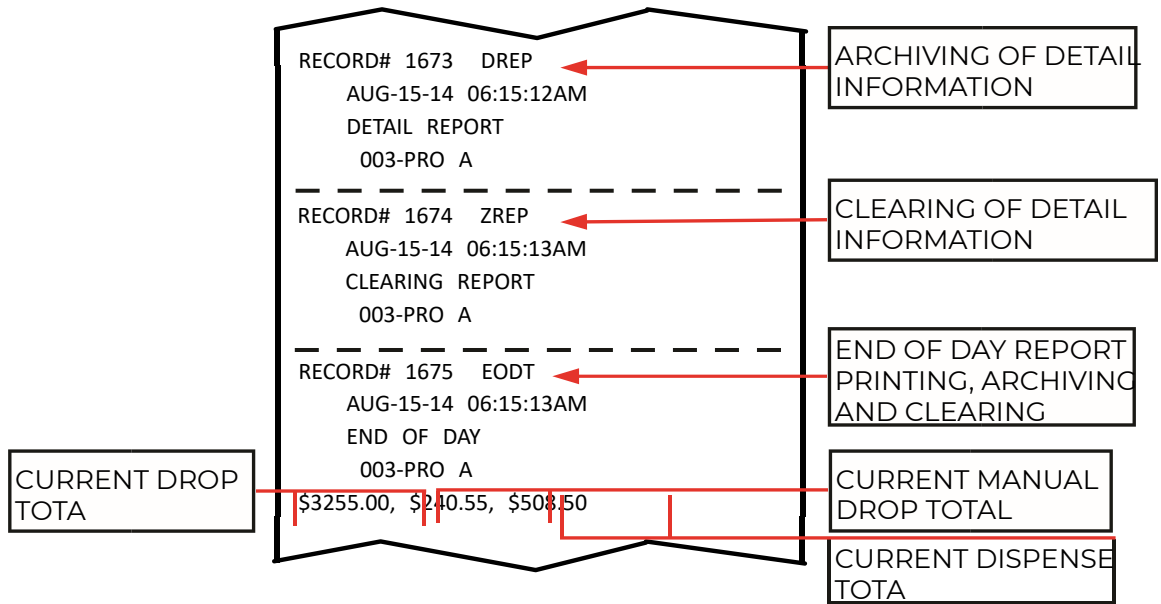 RECORD# 1673 DREP
AUG-15-14 06:15:12AM
DETAIL REPORT
003-PRO A
ARCHIVING OF DETAIL
INFORMATION
RECORD# 1674 ZREP
AUG-15-14 06:15:13AM
CLEARING REPORT
003-PRO A
CLEARING OF DETAIL
INFORMATION
RECORD# 1675 EODT
AUG-15-14 06:15:13AM
END OF DAY
003-PRO A
$3255.00, $240.55, $508.50
END OF DAY REPORT
PRINTING, ARCHIVING
AND CLEARING
CURRENT DROP
TOTA
CURRENT MANUAL
DROP TOTAL
CURRENT DISPENSE
TOTA